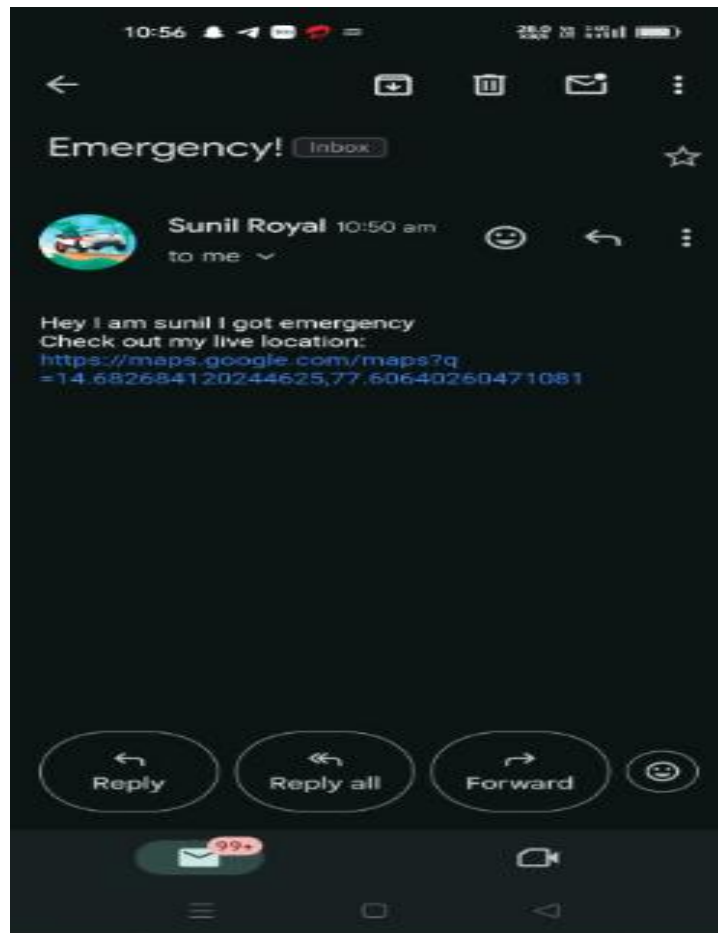 10:56
Emergency! Inbox
Sunil Royal 10:50 am
to me
Hey I am sunil I got emergency
Check out my live location:
https://maps.google.com/maps?q
=14.682684120244625,77.60640260471081
Reply Reply all Forward
99+